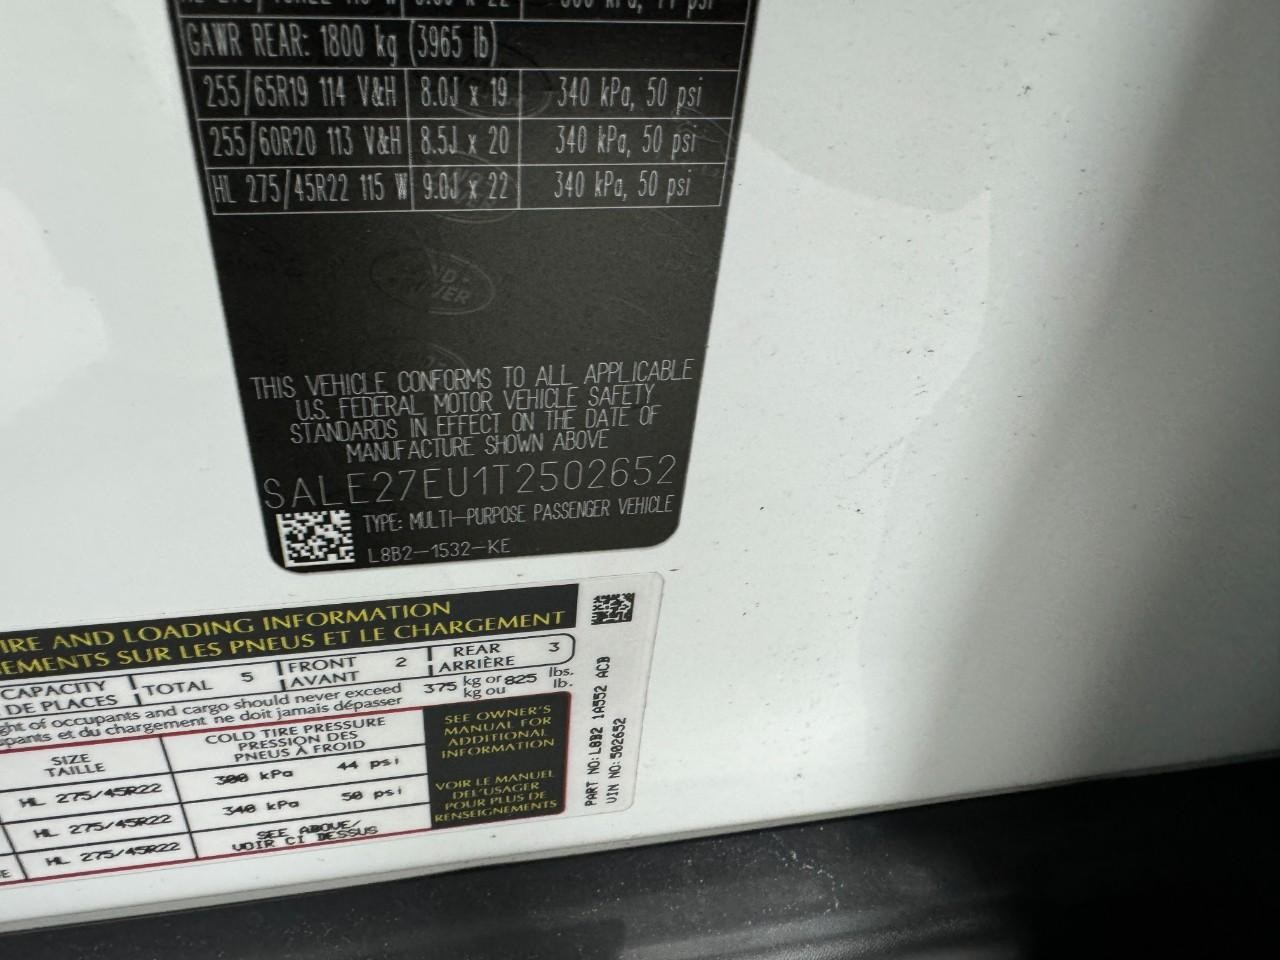 GAWR REAR: 1800 kg (3965 lb)
255/65R19 114 V&H 8.0J x 19 340 kPa, 50 psi
255/60R20 113 V&H 8.5J x 20 340 kPa, 50 psi
HL 275/45R22 115 W 9.0J x 22 340 kPa, 50 psi
THIS VEHICLE CONFORMS TO ALL APPLICABLE
U.S. FEDERAL MOTOR VEHICLE SAFETY
STANDARDS IN EFFECT ON THE DATE OF
MANUFACTURE SHOWN ABOVE
SALE27EU1T2502652
TYPE: MULTI-PURPOSE PASSENGER VEHICLE
L8B2-1532-KE
IRE AND LOADING INFORMATION
EMENTS SUR LES PNEUS ET LE CHARGEMENT
CAPACITY
DE PLACES
TOTAL 5
FRONT
AVANT
2
REAR
ARRIÈRE
3
ght of occupants and cargo should never exceed
pants et du chargement ne doit jamais dépasser
375 kg or 825 lbs.
kg ou lb.
SIZE
TAILLE
COLD TIRE PRESSURE
PRESSION DES
PNEUS À FROID
HL 275/45R22 300 kPa 44 psi
HL 275/45R22 340 kPa 50 psi
HL 275/45R22
SEE ABOVE/
VOIR CI DESSUS
SEE OWNER'S
MANUAL FOR
ADDITIONAL
INFORMATION
VOIR LE MANUEL
DEL'USAGER
POUR PLUS DE
RENSEIGNEMENTS
PART NO: L8B2 1A552 ACB
VIN NO: 502652